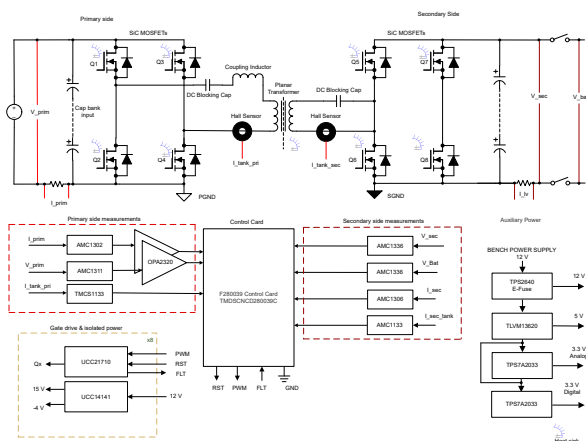 Primary side
Secondary Side
SiC MOSFETs
SiC MOSFETs
Q1
Q3
Coupling Inductor
Q5
Q7
DC Blocking Cap
Planar
Transformer
DC Blocking Cap
V_prim
Cap bank
input
Hall Sensor
Hall Sensor
V_sec
Q2
Q4
I_tank_pri
I_tank_sec
Q6
Q8
I_prim
PGND
SGND
I_lv
Primary side measurements
Control Card
Secondary side measurements
Auxiliary Power
I_prim
AMC1302
OPA2320
V_prim
AMC1311
I_tank_pri
TMCS1133
F280039 Control Card
TMDSCNCD280039C
AMC1336
V_sec
AMC1336
V_Bat
AMC1306
I_sec
AMC1133
I_sec_tank
BENCH POWER SUPPLY
12 V
TPS2640
E-Fuse
12 V
TLVM13620
5 V
TPS7A2033
3.3 V
Analog
TPS7A2033
3.3 V
Digital
Gate drive & isolated power
x8
Qx
UCC21710
PWM
RST
FLT
15 V
-4 V
UCC14141
12 V
RST
PWM
FLT
GND